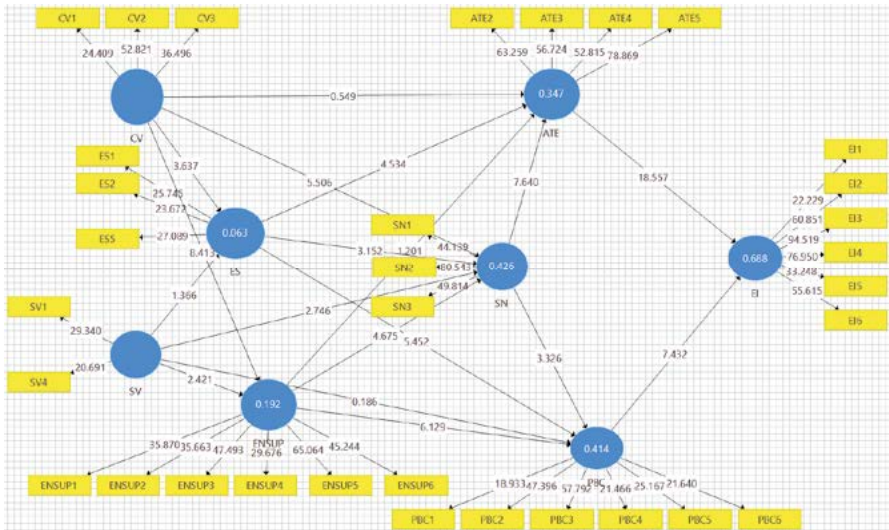 CV1 CV2 CV3 ATE2 ATE3 ATE4 ATE5
24.409 52.821 36.496 63.259 56.724 52.815 78.869
0.549 0.347
CV ATE
ES1 3.637 4.534 EI1
ES2 25.745 5.506 7.640 18.557 22.229 EI2
23.672 SN1 60.851
ES5 27.089 0.063 44.139 94.519 EI3
8.413 3.152 1.201 0.426 0.688 76.950 EI4
ES SN2 60.543 SN EI 33.248
SV1 1.366 2.746 SN3 49.814 55.615 EI5
29.340 4.675 5.452 EI6
SV4 20.691 3.326 7.432
SV 2.421 0.186
0.192 6.129
ENSUP 0.414
35.870 35.663 47.493 29.676 65.064 45.244 PBC
ENSUP1 ENSUP2 ENSUP3 ENSUP4 ENSUP5 ENSUP6
18.933 47.396 57.792 21.466 25.167 21.640
PBC1 PBC2 PBC3 PBC4 PBC5 PBC6